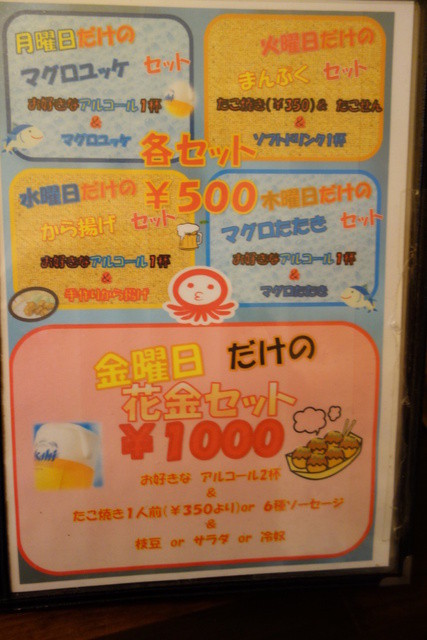 月曜日だけの
マグロユッケ セット
お好きなアルコール1杯
&
マグロユッケ
火曜日だけの
まんぷく セット
たこ焼き(￥350)& たこせん
&
ソフトドリンク1杯
各セット
￥500
水曜日だけの
から揚げ セット
お好きなアルコール1杯
&
手作りから揚げ
木曜日だけの
マグロたたき セット
お好きなアルコール1杯
&
マグロたたき
金曜日 だけの
花金セット
￥1000
お好きな アルコール2杯
&
たこ焼き1人前(￥350より)or 6種ソーセージ
&
枝豆 or サラダ or 冷奴